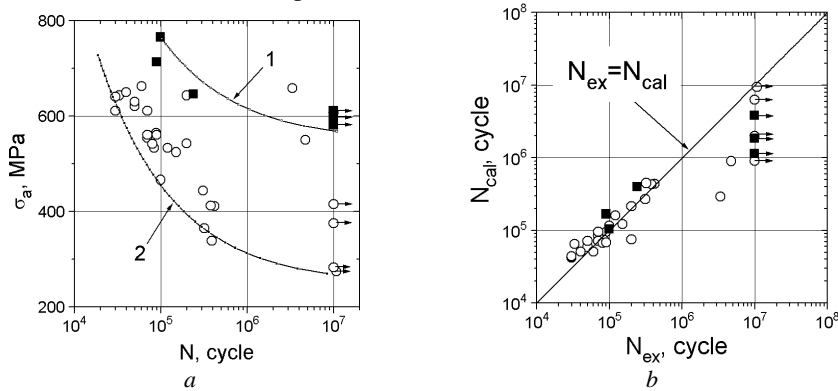 800
600
400
200
σa, MPa
1
2
10^4 10^5 10^6 10^7
N, cycle
a
10^8
10^7
10^6
10^5
10^4
Ncal, cycle
Nex=Ncal
10^4 10^5 10^6 10^7 10^8
Nex, cycle
b